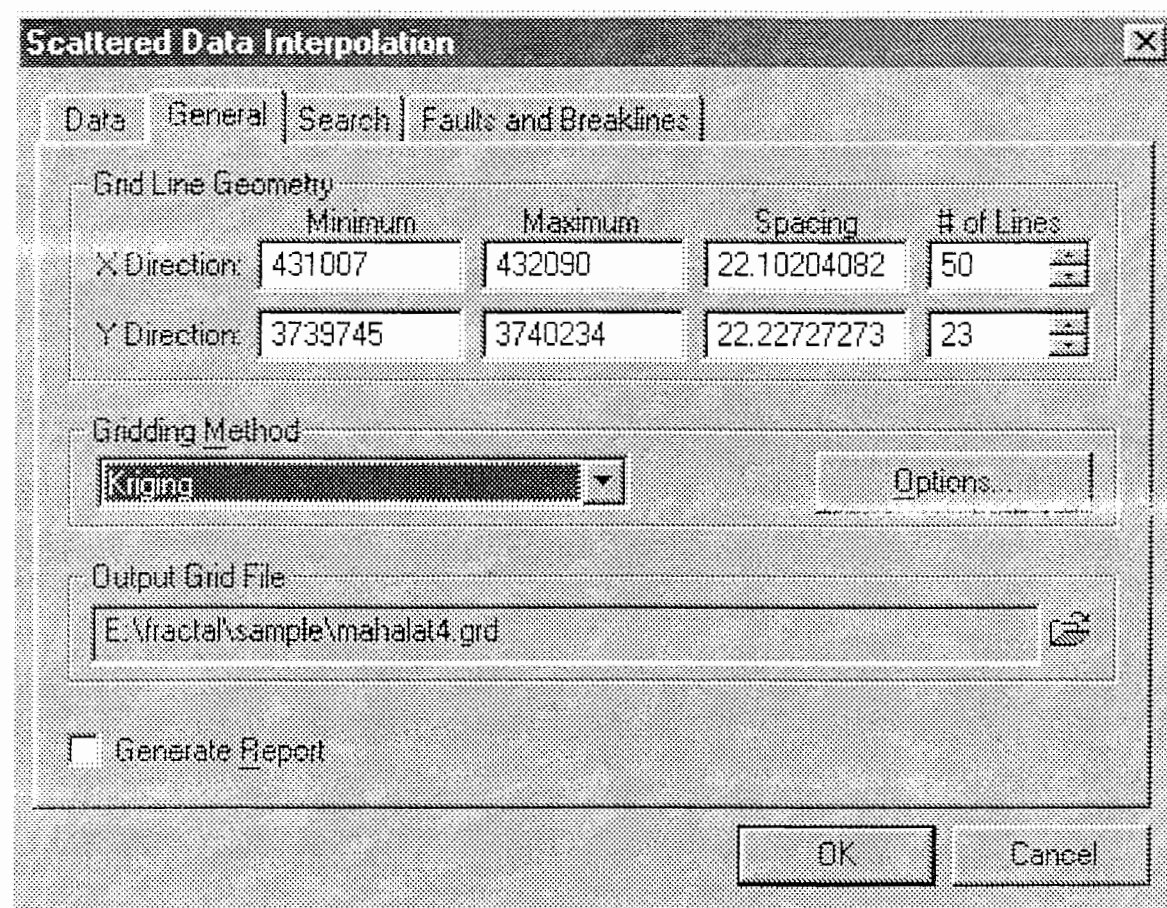 Scattered Data Interpolation
Data General Search Faults and Breaklines
Grid Line Geometry
Minimum Maximum Spacing # of Lines
X Direction: 431007 432090 22.10204082 50
Y Direction: 3739745 3740234 22.22727273 23
Gridding Method
Kriging Options...
Output Grid File
E:\fractal\sample\mahalat4.grd
Generate Report
OK Cancel